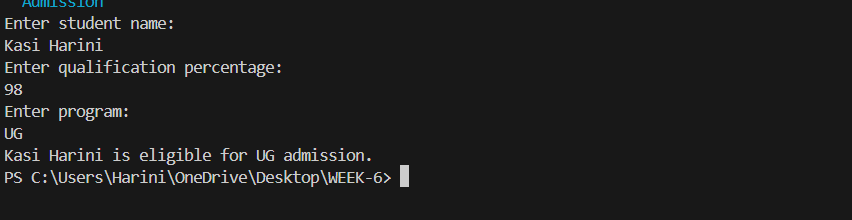 Admission
Enter student name:
Kasi Harini
Enter qualification percentage:
98
Enter program:
UG
Kasi Harini is eligible for UG admission.
PS C:\Users\Harini\OneDrive\Desktop\WEEK-6>